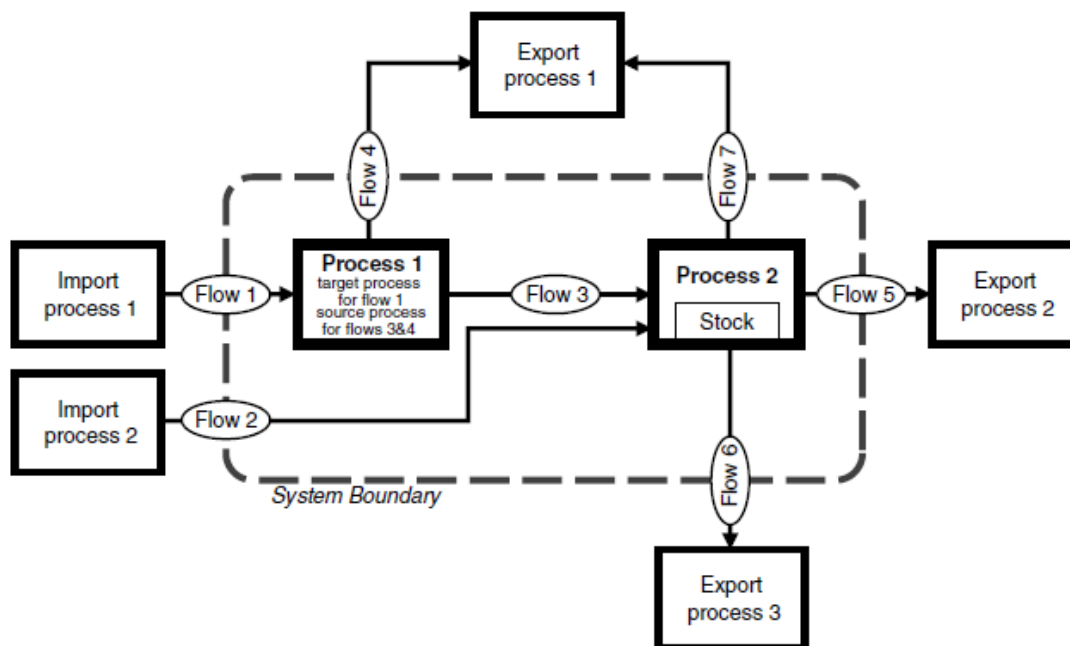 Export
process 1
Flow 4
Flow 7
Import
process 1
Flow 1
Process 1
target process
for flow 1
source process
for flows 3&4
Flow 3
Process 2
Stock
Flow 5
Export
process 2
Import
process 2
Flow 2
Flow 6
System Boundary
Export
process 3